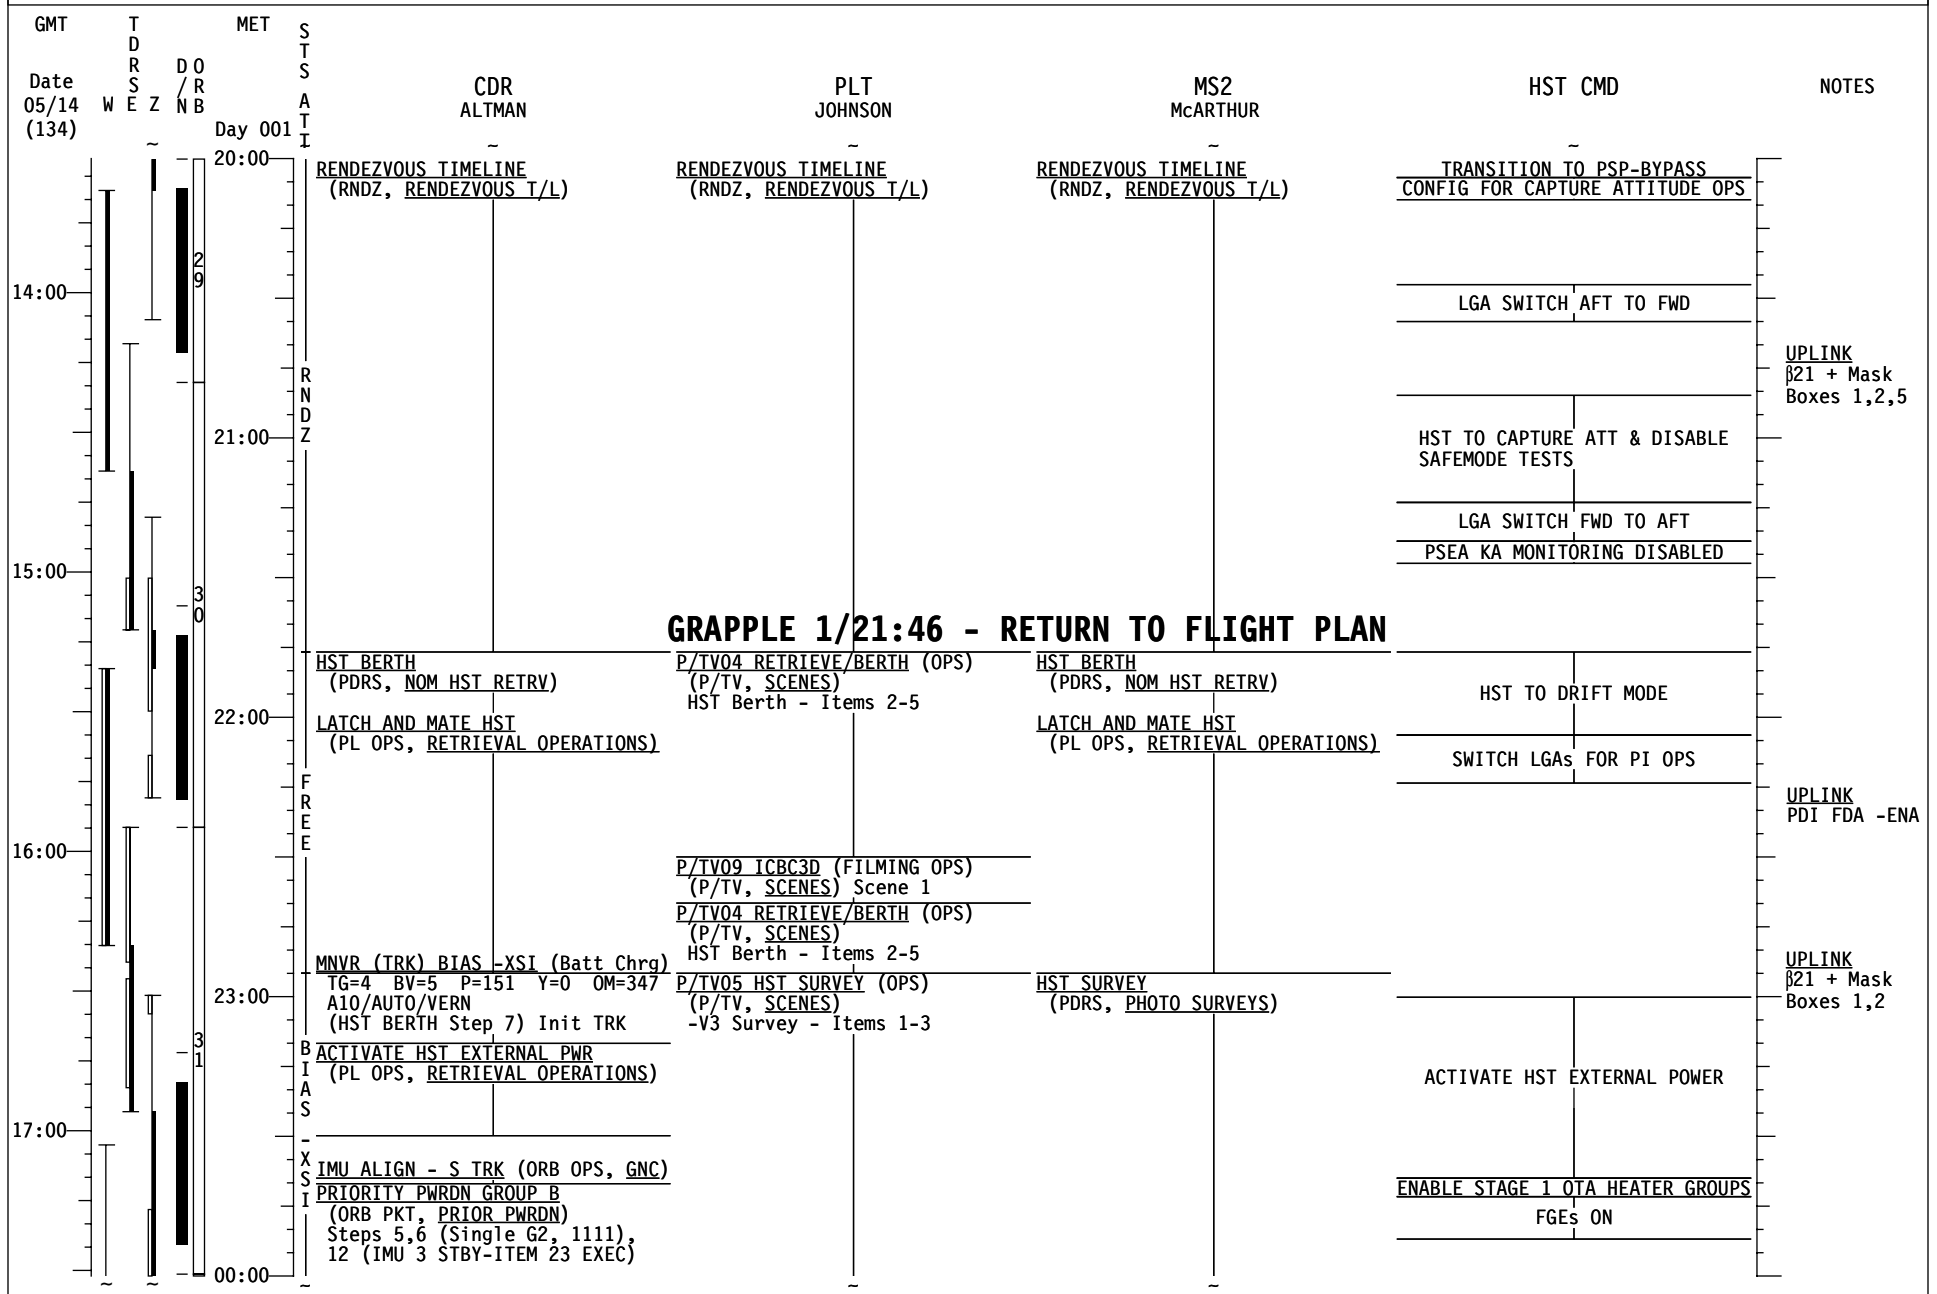 GMT
TDRS
MET
STS ATT
Date
05/14
(134)
W E Z
D/N
ORB
Day 001
CDR
ALTMAN
PLT
JOHNSON
MS2
McARTHUR
HST CMD
NOTES
~ ~ ~ ~ ~
20:00
RENDEZVOUS TIMELINE
(RNDZ, RENDEZVOUS T/L)
RENDEZVOUS TIMELINE
(RNDZ, RENDEZVOUS T/L)
RENDEZVOUS TIMELINE
(RNDZ, RENDEZVOUS T/L)
TRANSITION TO PSP-BYPASS
CONFIG FOR CAPTURE ATTITUDE OPS
29
14:00
LGA SWITCH AFT TO FWD
UPLINK
β21 + Mask
Boxes 1,2,5
RNDZ
21:00
HST TO CAPTURE ATT & DISABLE
SAFEMODE TESTS
LGA SWITCH FWD TO AFT
PSEA KA MONITORING DISABLED
15:00
30
GRAPPLE 1/21:46 - RETURN TO FLIGHT PLAN
HST BERTH
(PDRS, NOM HST RETRV)
P/TV04 RETRIEVE/BERTH (OPS)
(P/TV, SCENES)
HST Berth - Items 2-5
HST BERTH
(PDRS, NOM HST RETRV)
HST TO DRIFT MODE
22:00
LATCH AND MATE HST
(PL OPS, RETRIEVAL OPERATIONS)
LATCH AND MATE HST
(PL OPS, RETRIEVAL OPERATIONS)
SWITCH LGAs FOR PI OPS
FREE
UPLINK
PDI FDA -ENA
16:00
P/TV09 ICBC3D (FILMING OPS)
(P/TV, SCENES) Scene 1
P/TV04 RETRIEVE/BERTH (OPS)
(P/TV, SCENES)
HST Berth - Items 2-5
MNVR (TRK) BIAS -XSI (Batt Chrg)
TG=4 BV=5 P=151 Y=0 OM=347
A10/AUTO/VERN
(HST BERTH Step 7) Init TRK
P/TV05 HST SURVEY (OPS)
(P/TV, SCENES)
-V3 Survey - Items 1-3
HST SURVEY
(PDRS, PHOTO SURVEYS)
UPLINK
β21 + Mask
Boxes 1,2
23:00
31
BIAS -XSI
ACTIVATE HST EXTERNAL PWR
(PL OPS, RETRIEVAL OPERATIONS)
ACTIVATE HST EXTERNAL POWER
17:00
IMU ALIGN - S TRK (ORB OPS, GNC)
PRIORITY PWRDN GROUP B
(ORB PKT, PRIOR PWRDN)
Steps 5,6 (Single G2, 1111),
12 (IMU 3 STBY-ITEM 23 EXEC)
ENABLE STAGE 1 OTA HEATER GROUPS
FGEs ON
00:00
~ ~ ~ ~ ~